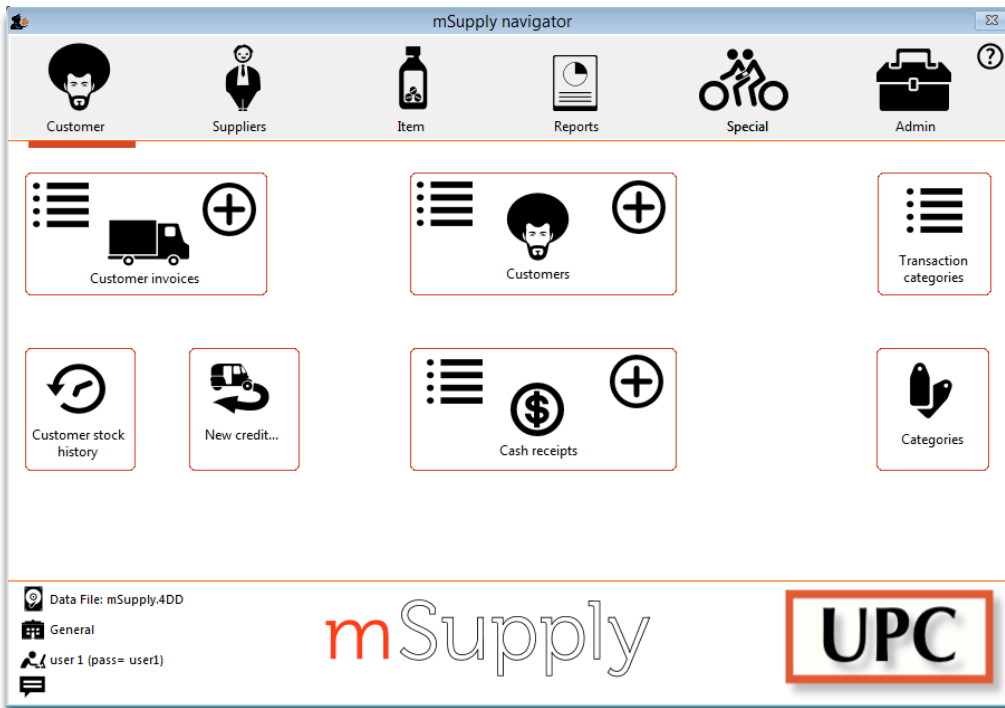 mSupply navigator
?
Customer
Suppliers
Item
Reports
Special
Admin
Customer invoices
Customers
Transaction
categories
Customer stock
history
New credit...
$
Cash receipts
Categories
Data File: mSupply.4DD
General
user 1 (pass= user1)
mSupply
UPC